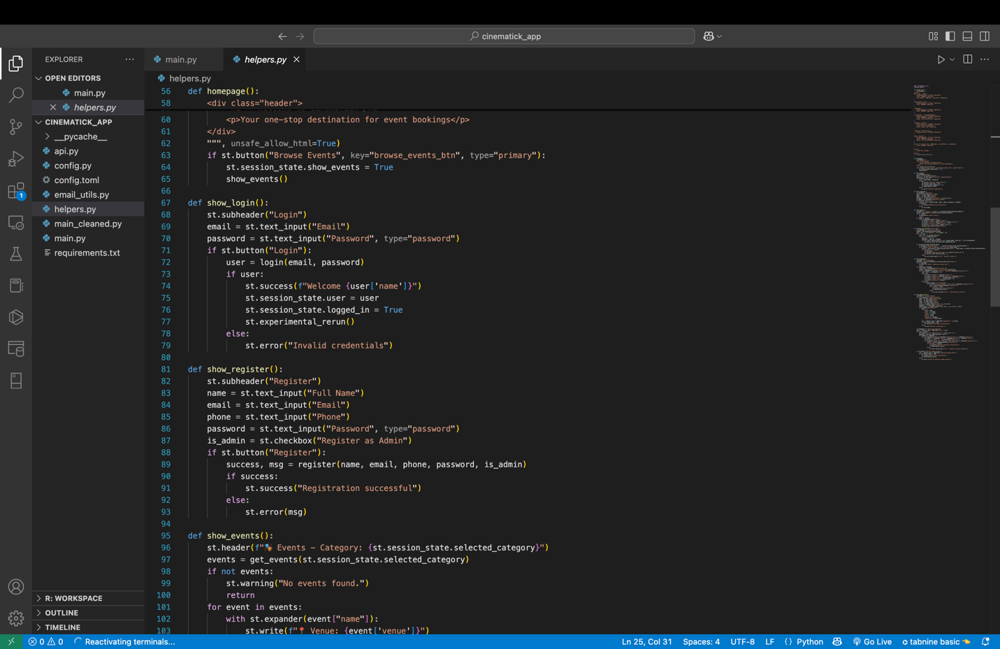 cinematick_app
EXPLORER
main.py
helpers.py
OPEN EDITORS
main.py
helpers.py
CINEMATICK_APP
__pycache__
api.py
config.py
config.toml
email_utils.py
helpers.py
main_cleaned.py
main.py
requirements.txt
R: WORKSPACE
OUTLINE
TIMELINE
1
helpers.py
56 def homepage():
58 <div class="header">
60 <p>Your one-stop destination for event bookings</p>
61 </div>
62 """, unsafe_allow_html=True)
63 if st.button("Browse Events", key="browse_events_btn", type="primary"):
64 st.session_state.show_events = True
65 show_events()
66
67 def show_login():
68 st.subheader("Login")
69 email = st.text_input("Email")
70 password = st.text_input("Password", type="password")
71 if st.button("Login"):
72 user = login(email, password)
73 if user:
74 st.success(f"Welcome {user['name']}")
75 st.session_state.user = user
76 st.session_state.logged_in = True
77 st.experimental_rerun()
78 else:
79 st.error("Invalid credentials")
80
81 def show_register():
82 st.subheader("Register")
83 name = st.text_input("Full Name")
84 email = st.text_input("Email")
85 phone = st.text_input("Phone")
86 password = st.text_input("Password", type="password")
87 is_admin = st.checkbox("Register as Admin")
88 if st.button("Register"):
89 success, msg = register(name, email, phone, password, is_admin)
90 if success:
91 st.success("Registration successful")
92 else:
93 st.error(msg)
94
95 def show_events():
96 st.header(f"🎭 Events – Category: {st.session_state.selected_category}")
97 events = get_events(st.session_state.selected_category)
98 if not events:
99 st.warning("No events found.")
100 return
101 for event in events:
102 with st.expander(event["name"]):
103 st.write(f"📍 Venue: {event['venue']}")
0 0 Reactivating terminals...
Ln 25, Col 31 Spaces: 4 UTF-8 LF {} Python Go Live tabnine basic